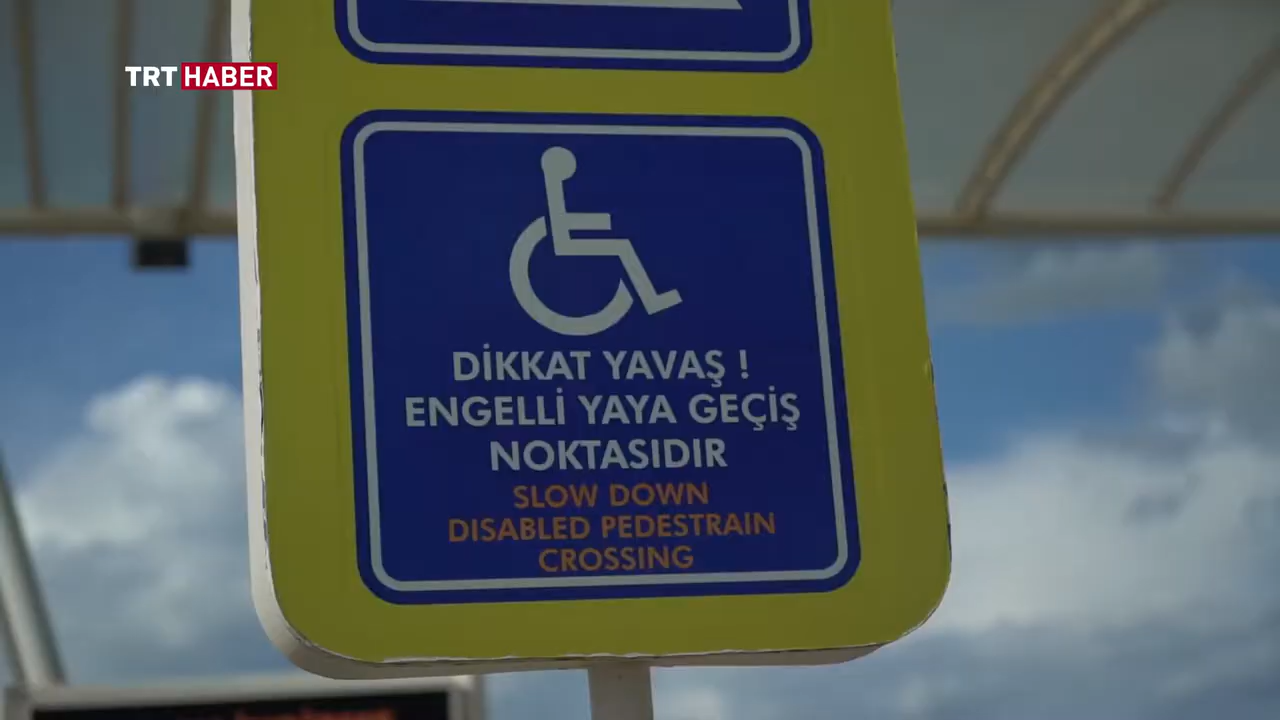 TRT HABER
DİKKAT YAVAŞ !
ENGELLİ YAYA GEÇİŞ
NOKTASIDIR
SLOW DOWN
DISABLED PEDESTRAIN
CROSSING